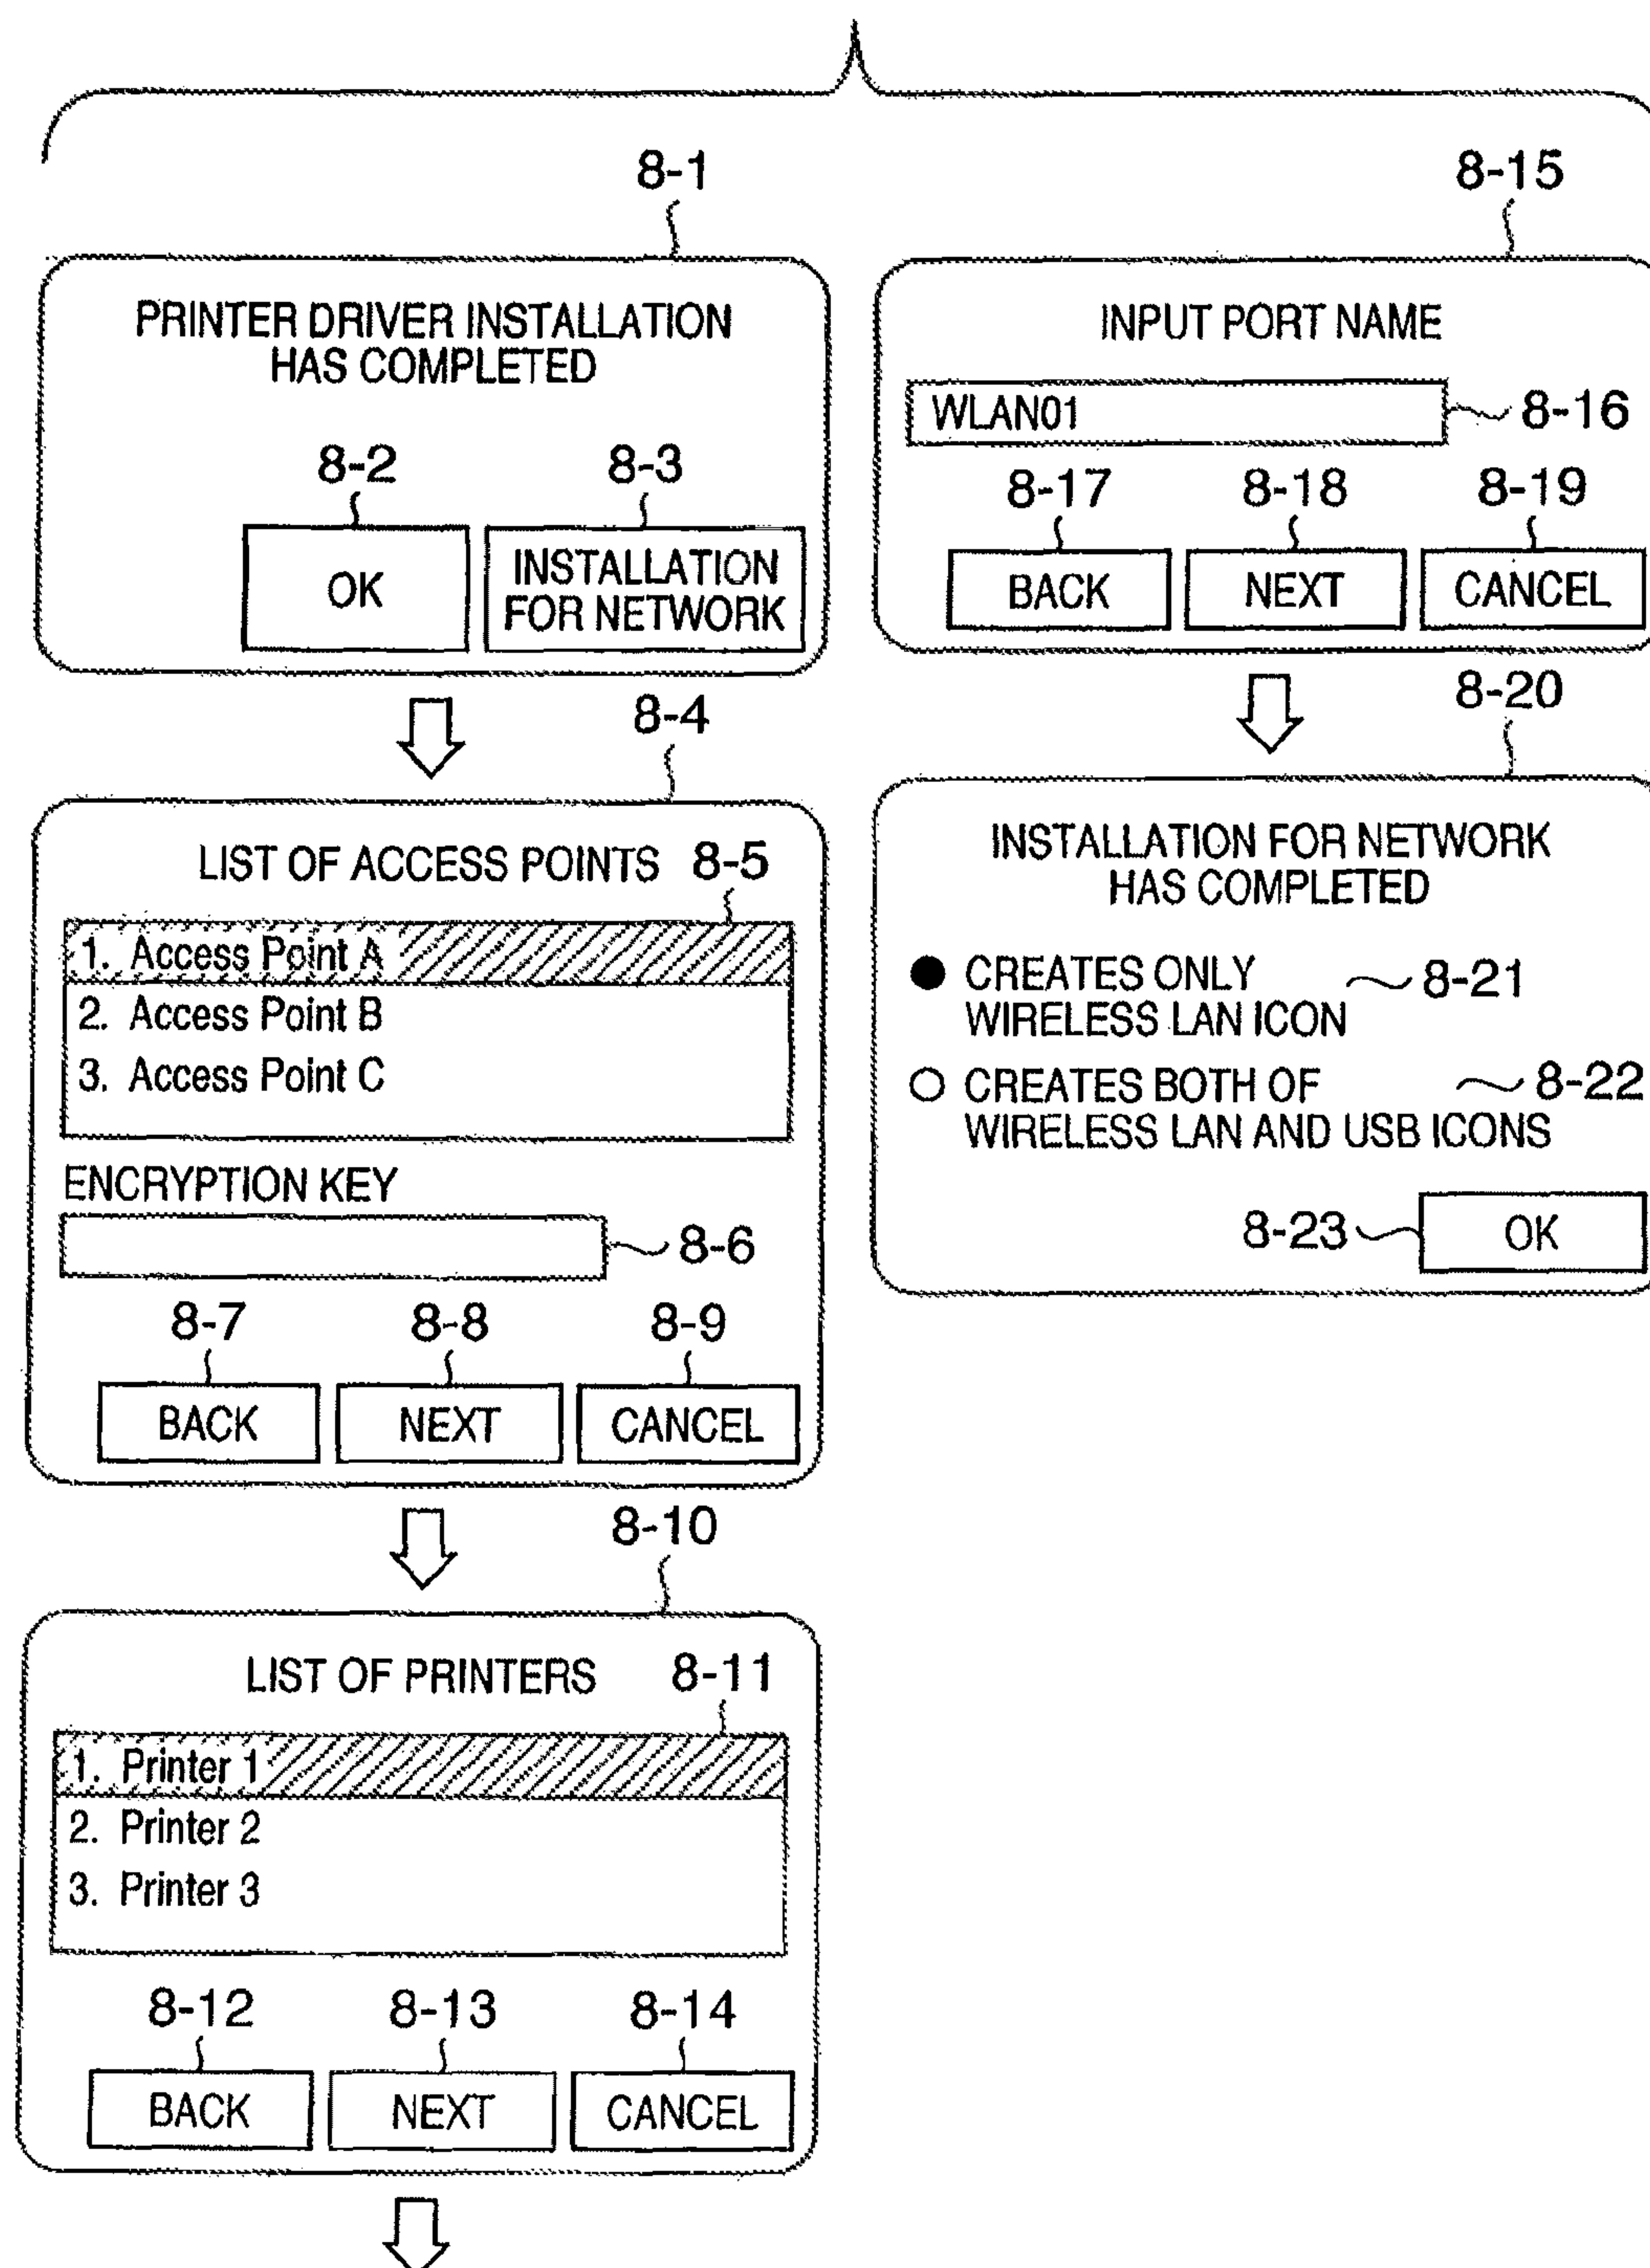 8-1
PRINTER DRIVER INSTALLATION
HAS COMPLETED
8-2
8-3
OK
INSTALLATION
FOR NETWORK
8-4
LIST OF ACCESS POINTS
8-5
1. Access Point A
2. Access Point B
3. Access Point C
ENCRYPTION KEY
8-6
8-7
8-8
8-9
BACK
NEXT
CANCEL
8-10
LIST OF PRINTERS
8-11
1. Printer 1
2. Printer 2
3. Printer 3
8-12
8-13
8-14
BACK
NEXT
CANCEL
8-15
INPUT PORT NAME
WLAN01
8-16
8-17
8-18
8-19
BACK
NEXT
CANCEL
8-20
INSTALLATION FOR NETWORK
HAS COMPLETED
CREATES ONLY
WIRELESS LAN ICON
8-21
CREATES BOTH OF
WIRELESS LAN AND USB ICONS
8-22
8-23
OK